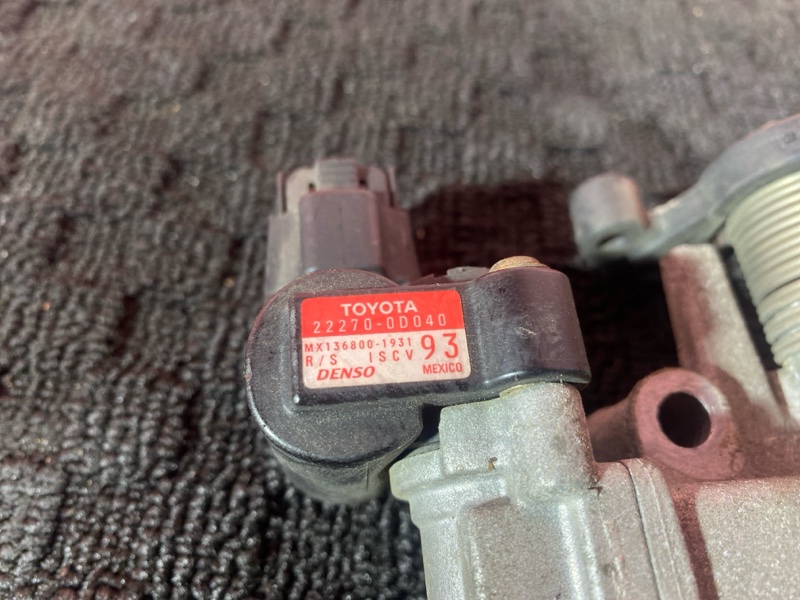 TOYOTA
22270-0D040
MX136800-1931
R/S ISCV 93
DENSO MEXICO